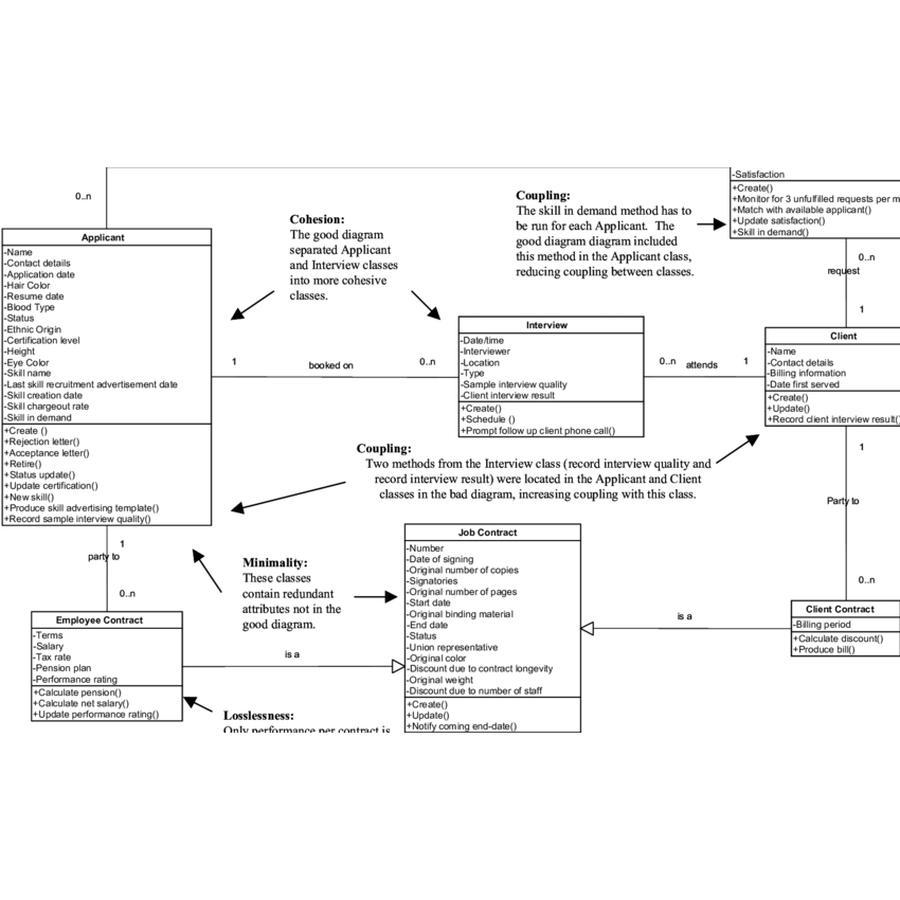 0..n
-Satisfaction
+Create()
+Monitor for 3 unfulfilled requests per m
+Match with available applicant()
+Update satisfaction()
+Skill in demand()
Coupling:
The skill in demand method has to
be run for each Applicant. The
good diagram diagram included
this method in the Applicant class,
reducing coupling between classes.
Cohesion:
The good diagram
separated Applicant
and Interview classes
into more cohesive
classes.
Applicant
-Name
-Contact details
-Application date
-Hair Color
-Resume date
-Blood Type
-Status
-Ethnic Origin
-Certification level
-Height
-Eye Color
-Skill name
-Last skill recruitment advertisement date
-Skill creation date
-Skill chargeout rate
-Skill in demand
+Create ()
+Rejection letter()
+Acceptance letter()
+Retire()
+Status update()
+Update certification()
+New skill()
+Produce skill advertising template()
+Record sample interview quality()
1
booked on
0..n
Interview
-Date/time
-Interviewer
-Location
-Type
-Sample interview quality
-Client interview result
+Create()
+Schedule ()
+Prompt follow up client phone call()
0..n
attends
1
0..n
request
1
Client
-Name
-Contact details
-Billing information
-Date first served
+Create()
+Update()
+Record client interview result(
Coupling:
Two methods from the Interview class (record interview quality and
record interview result) were located in the Applicant and Client
classes in the bad diagram, increasing coupling with this class.
1
Party to
0..n
1
party to
0..n
Minimality:
These classes
contain redundant
attributes not in the
good diagram.
Job Contract
-Number
-Date of signing
-Original number of copies
-Signatories
-Original number of pages
-Start date
-Original binding material
-End date
-Status
-Union representative
-Original color
-Discount due to contract longevity
-Original weight
-Discount due to number of staff
+Create()
+Update()
+Notify coming end-date()
is a
Client Contract
-Billing period
+Calculate discount()
+Produce bill()
Employee Contract
-Terms
-Salary
-Tax rate
-Pension plan
-Performance rating
+Calculate pension()
+Calculate net salary()
+Update performance rating()
is a
Losslessness:
Only performance per contract is